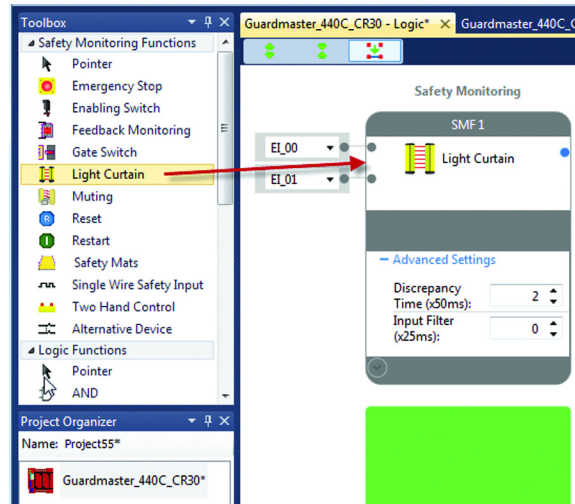 Toolbox
Safety Monitoring Functions
Pointer
Emergency Stop
Enabling Switch
Feedback Monitoring
Gate Switch
Light Curtain
Muting
Reset
Restart
Safety Mats
Single Wire Safety Input
Two Hand Control
Alternative Device
Logic Functions
Pointer
AND
Project Organizer
Name: Project55*
Guardmaster_440C_CR30*
Guardmaster_440C_CR30 - Logic*
Guardmaster_440C_C
Safety Monitoring
SMF 1
EI_00
EI_01
Light Curtain
Advanced Settings
Discrepancy
Time (x50ms):
2
Input Filter
(x25ms):
0